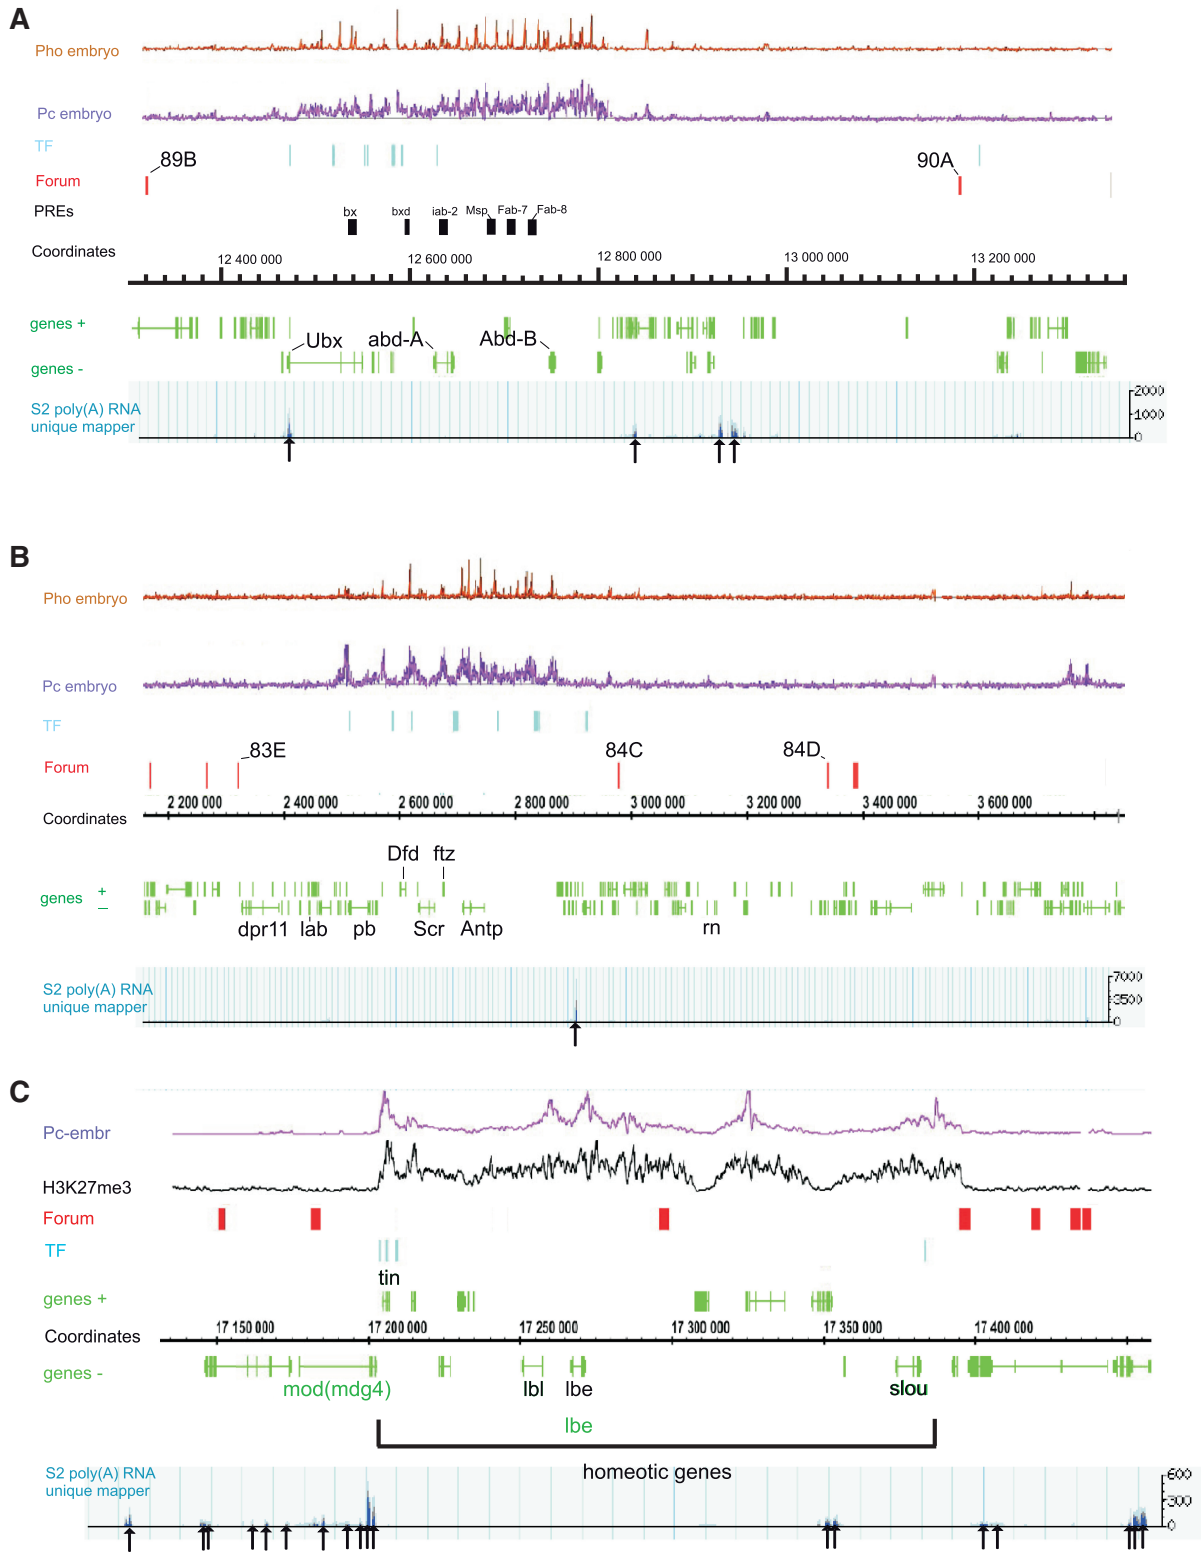 A
Pho embryo
Pc embryo
TF
89B
90A
Forum
PREs
bx bxd iab-2 Msp Fab-7 Fab-8
Coordinates
12 400 000 12 600 000 12 800 000 13 000 000 13 200 000
genes +
Ubx abd-A Abd-B
genes -
S2 poly(A) RNA
unique mapper
2000
1000
0
B
Pho embryo
Pc embryo
TF
83E 84C 84D
Forum
2 200 000 2 400 000 2 600 000 2 800 000 3 000 000 3 200 000 3 400 000 3 600 000
Coordinates
Dfd ftz
genes +
–
dpr11 lab pb Scr Antp rn
S2 poly(A) RNA
unique mapper
7000
3500
0
C
Pc-embr
H3K27me3
Forum
TF
tin
genes +
Coordinates
17 150 000 17 200 000 17 250 000 17 300 000 17 350 000 17 400 000
genes -
mod(mdg4) lbl lbe slou
lbe
homeotic genes
S2 poly(A) RNA
unique mapper
600
300
0